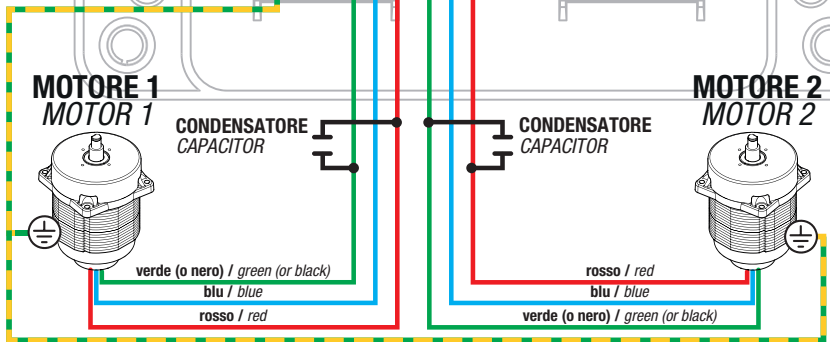 MOTORE 1
MOTOR 1
MOTORE 2
MOTOR 2
CONDENSATORE
CAPACITOR
CONDENSATORE
CAPACITOR
verde (o nero) / green (or black)
blu / blue
rosso / red
rosso / red
blu / blue
verde (o nero) / green (or black)